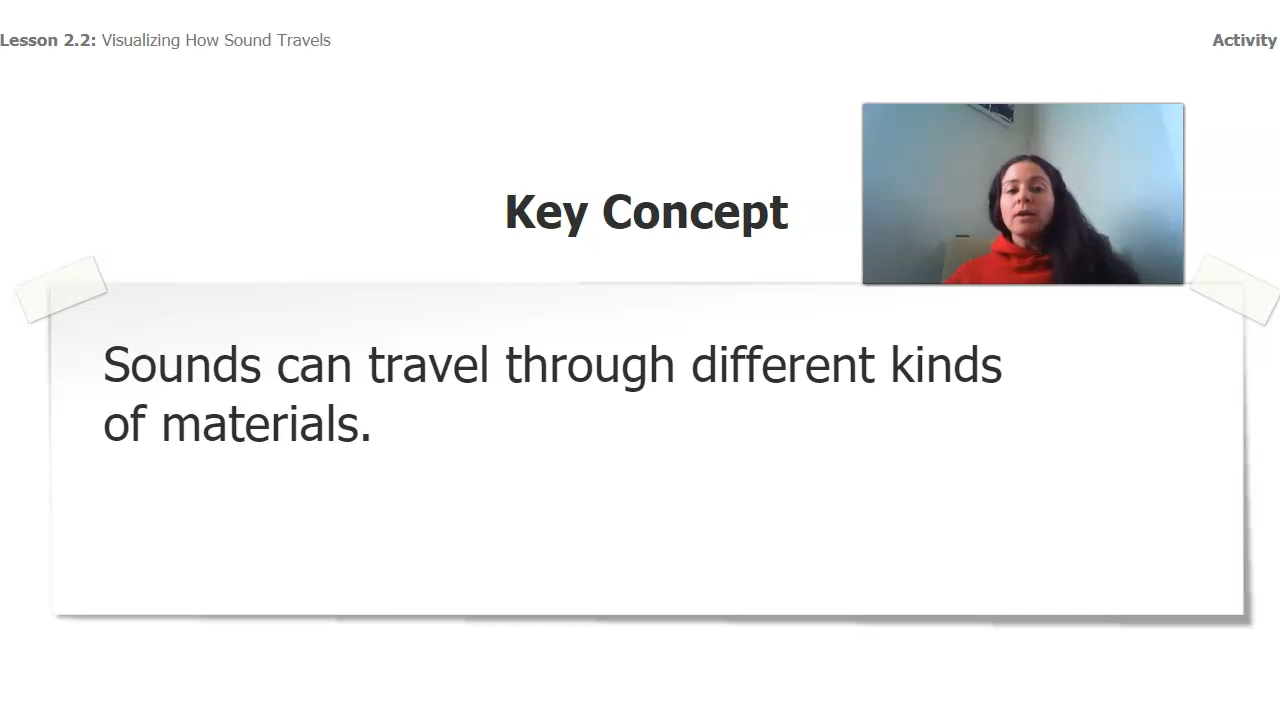 Lesson 2.2: Visualizing How Sound Travels
Activity
Key Concept
Sounds can travel through different kinds
of materials.